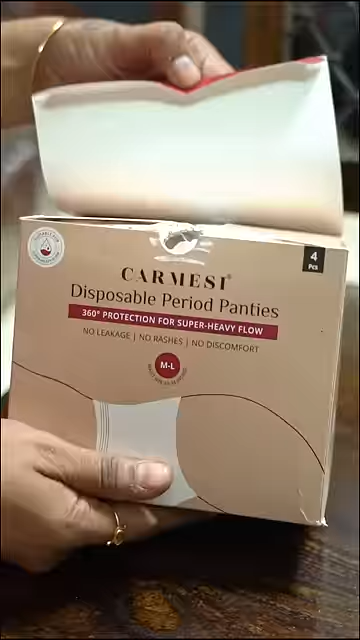 4
Pcs
CARMESI®
Disposable Period Panties
360° PROTECTION FOR SUPER-HEAVY FLOW
NO LEAKAGE | NO RASHES | NO DISCOMFORT
M-L